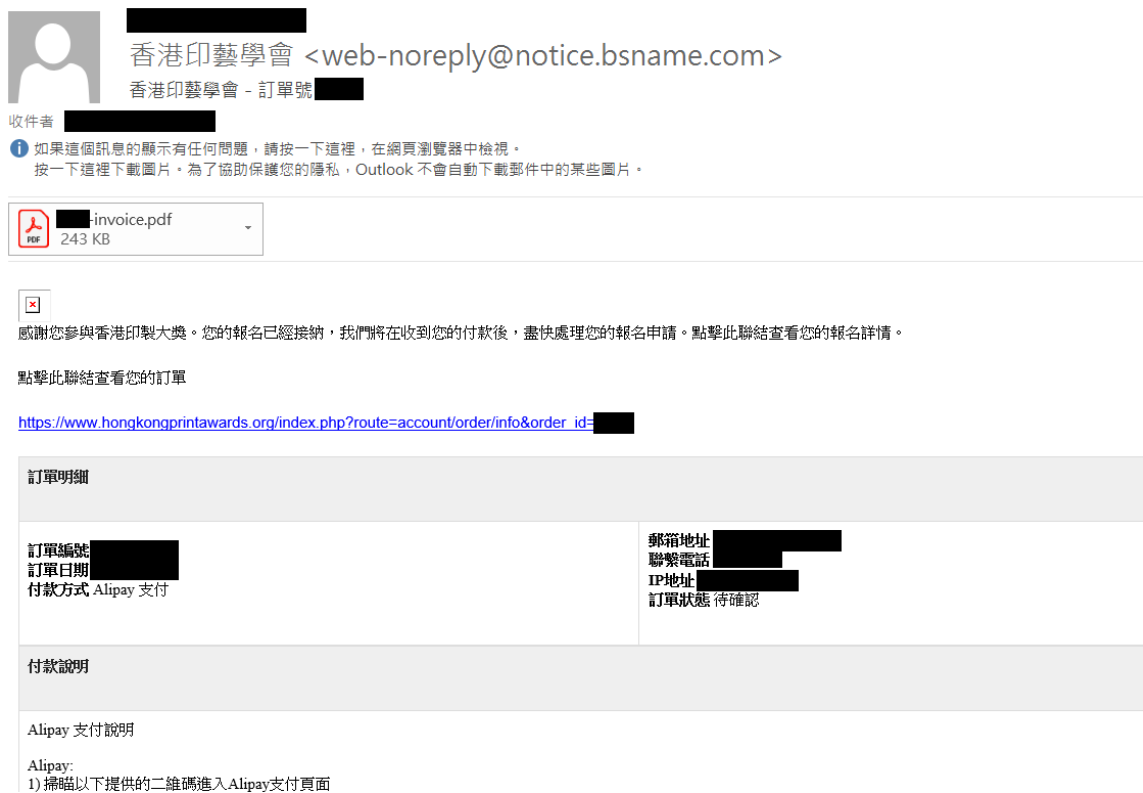 香港印藝學會 <web-noreply@notice.bsname.com>
香港印藝學會 - 訂單號
收件者
如果這個訊息的顯示有任何問題，請按一下這裡，在網頁瀏覽器中檢視。
按一下這裡下載圖片。為了協助保護您的隱私，Outlook 不會自動下載郵件中的某些圖片。
-invoice.pdf
PDF
243 KB
感謝您參與香港印製大獎。您的報名已經接納，我們將在收到您的付款後，盡快處理您的報名申請。點擊此聯結查看您的報名詳情。
點擊此聯結查看您的訂單
https://www.hongkongprintawards.org/index.php?route=account/order/info&order_id=
訂單明細
訂單編號
訂單日期
付款方式 Alipay 支付
郵箱地址
聯繫電話
IP地址
訂單狀態 待確認
付款說明
Alipay 支付說明
Alipay:
1) 掃瞄以下提供的二維碼進入Alipay支付頁面